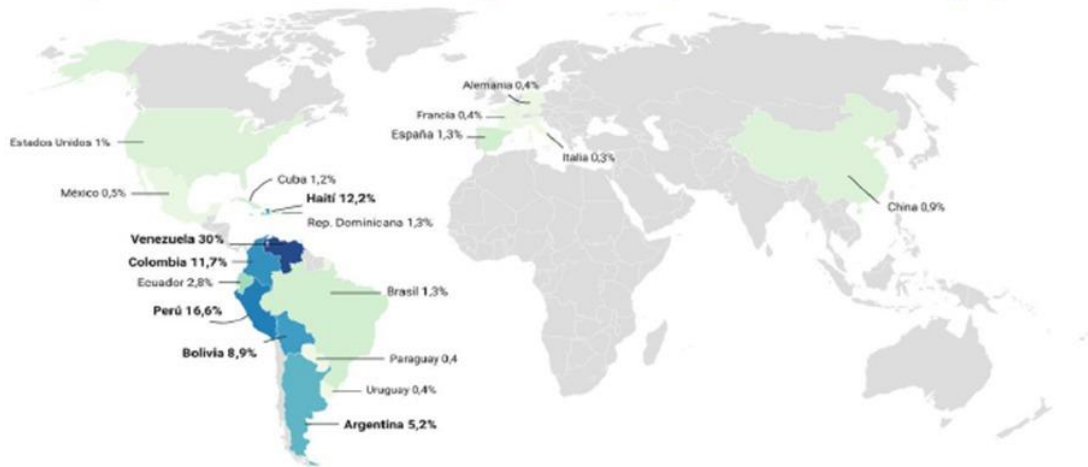 Alemania 0,4%
Francia 0,4%
España 1,3%
Italia 0,3%
Estados Unidos 1%
México 0,5%
Cuba 1,2%
Haití 12,2%
Rep. Dominicana 1,3%
China 0,9%
Venezuela 30%
Colombia 11,7%
Ecuador 2,8%
Brasil 1,3%
Perú 16,6%
Bolivia 8,9%
Paraguay 0,4
Uruguay 0,4%
Argentina 5,2%